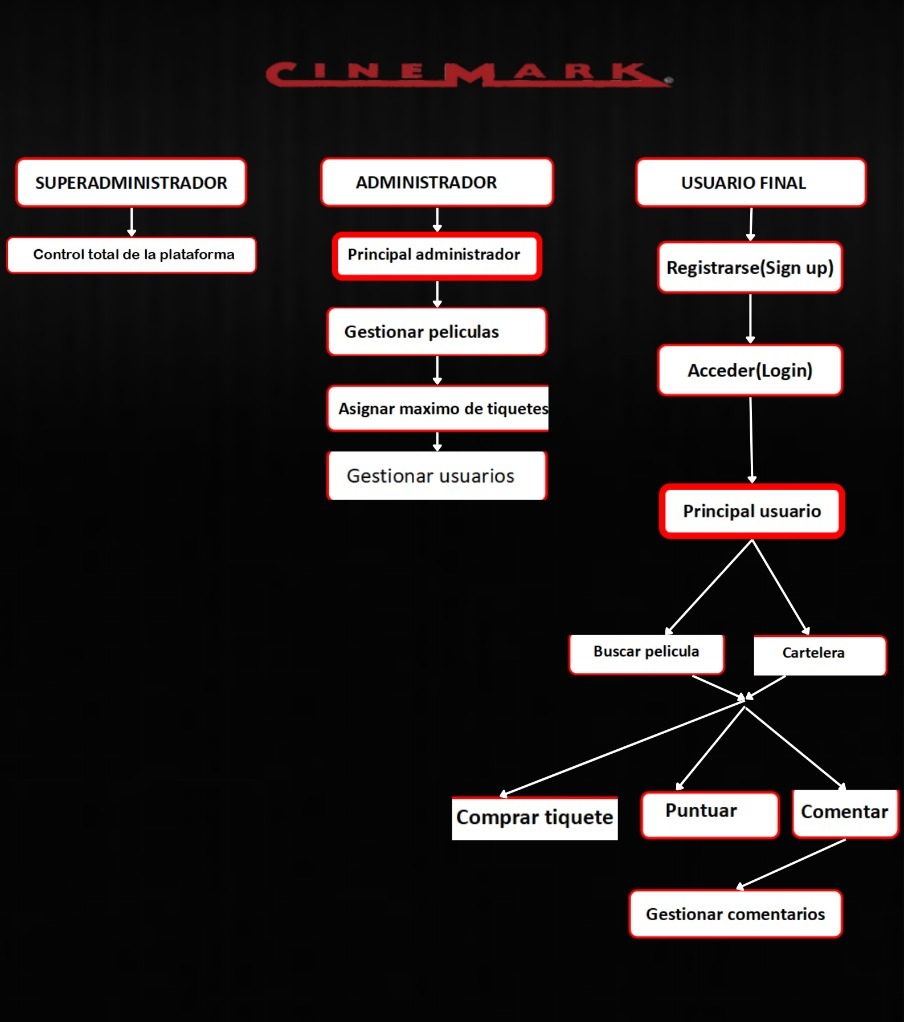 CINEMARK
SUPERADMINISTRADOR
Control total de la plataforma
ADMINISTRADOR
Principal administrador
Gestionar peliculas
Asignar maximo de tiquetes
Gestionar usuarios
USUARIO FINAL
Registrarse(Sign up)
Acceder(Login)
Principal usuario
Buscar pelicula
Cartelera
Comprar tiquete
Puntuar
Comentar
Gestionar comentarios